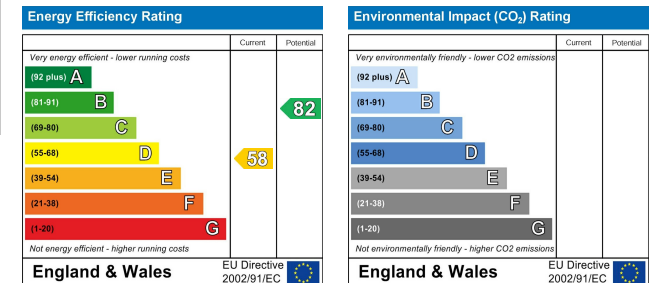 Energy Efficiency Rating
Current Potential
Very energy efficient - lower running costs
(92 plus) A
(81-91) B
82
(69-80) C
(55-68) D
58
(39-54) E
(21-38) F
(1-20) G
Not energy efficient - higher running costs
England & Wales
EU Directive
2002/91/EC
Environmental Impact (CO₂) Rating
Current Potential
Very environmentally friendly - lower CO2 emissions
(92 plus) A
(81-91) B
(69-80) C
(55-68) D
(39-54) E
(21-38) F
(1-20) G
Not environmentally friendly - higher CO2 emissions
England & Wales
EU Directive
2002/91/EC